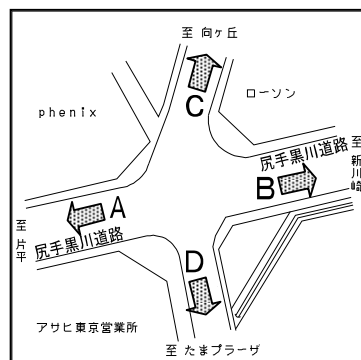 至 向ヶ丘
ローソン
phenix
C
尻手黒川道路
至 新川崎
B
A
至 片平
尻手黒川道路
D
アサヒ東京営業所
至 たまプラーザ